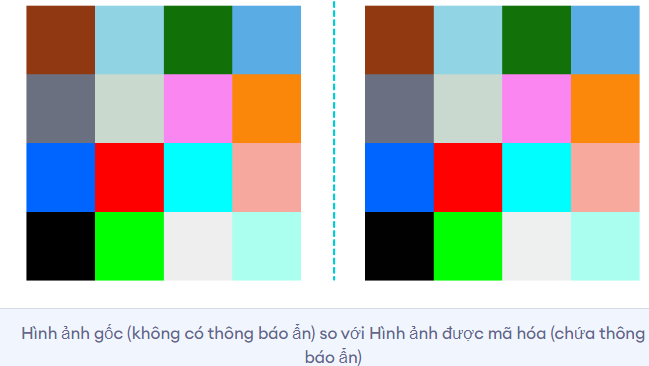 Hình ảnh gốc (không có thông báo ẩn) so với Hình ảnh được mã hóa (chứa thông
báo ẩn)